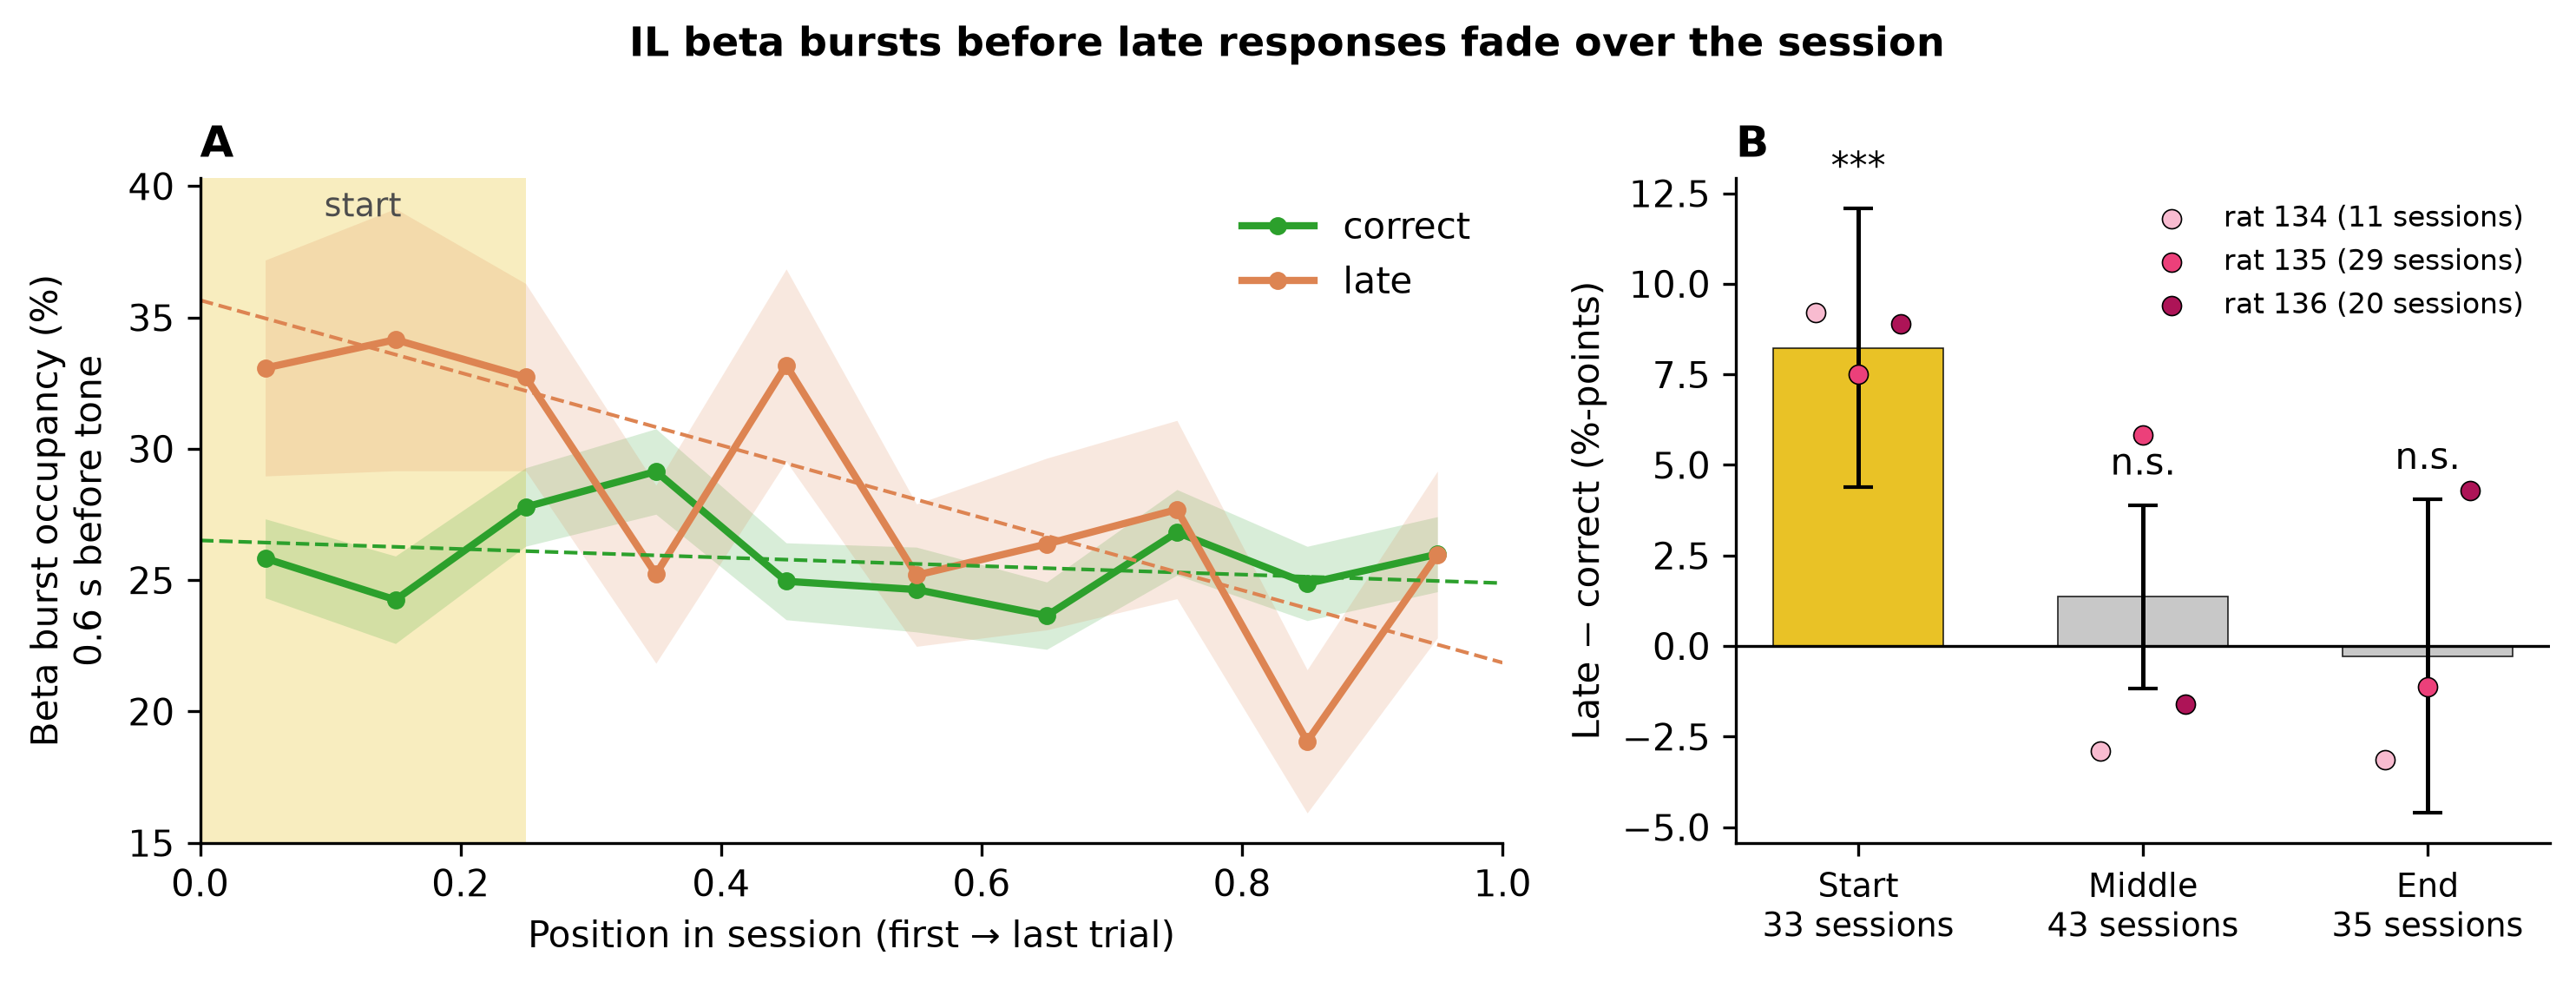 IL beta bursts before late responses fade over the session
A
Beta burst occupancy (%)
0.6 s before tone
40
35
30
25
20
15
start
correct
late
0.0
0.2
0.4
0.6
0.8
1.0
Position in session (first → last trial)
B
Late − correct (%-points)
12.5
10.0
7.5
5.0
2.5
0.0
−2.5
−5.0
***
n.s.
n.s.
rat 134 (11 sessions)
rat 135 (29 sessions)
rat 136 (20 sessions)
Start
33 sessions
Middle
43 sessions
End
35 sessions